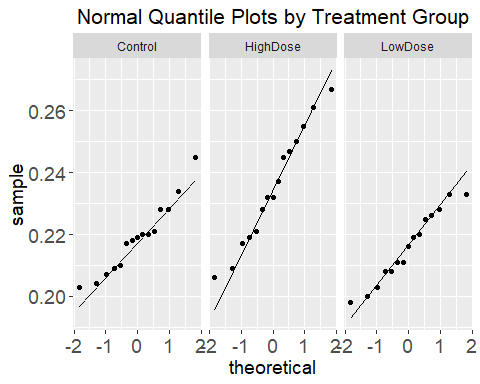 Normal Quantile Plots by Treatment Group
Control HighDose LowDose
0.26
0.24
0.22
0.20
sample
-2 -1 0 1 2 -2 -1 0 1 2 -2 -1 0 1 2
theoretical